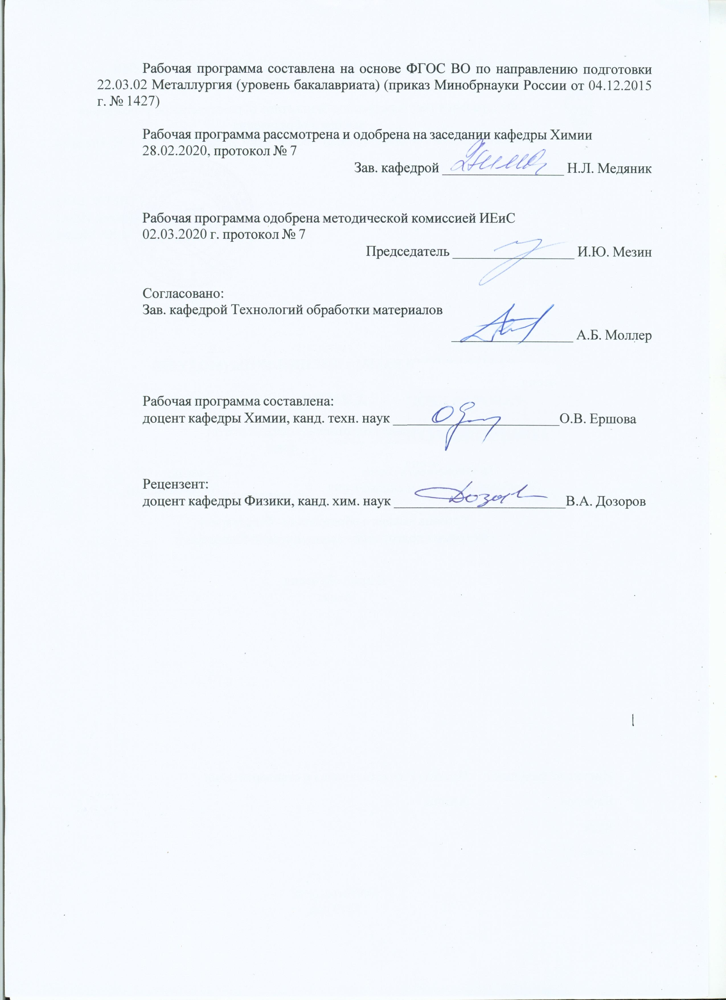 Рабочая программа составлена на основе ФГОС ВО по направлению подготовки
22.03.02 Металлургия (уровень бакалавриата) (приказ Минобрнауки России от 04.12.2015
г. № 1427)
Рабочая программа рассмотрена и одобрена на заседании кафедры Химии
28.02.2020, протокол № 7
Зав. кафедрой ________________ Н.Л. Медяник
Рабочая программа одобрена методической комиссией ИЕиС
02.03.2020 г. протокол № 7
Председатель ________________ И.Ю. Мезин
Согласовано:
Зав. кафедрой Технологий обработки материалов
________________ А.Б. Моллер
Рабочая программа составлена:
доцент кафедры Химии, канд. техн. наук ______________________О.В. Ершова
Рецензент:
доцент кафедры Физики, канд. хим. наук ______________________В.А. Дозоров